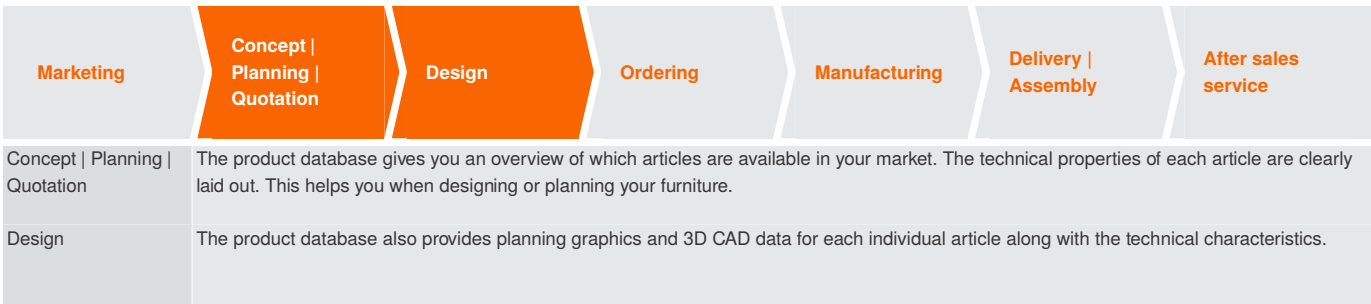 Marketing
Concept |
Planning |
Quotation
Design
Ordering
Manufacturing
Delivery |
Assembly
After sales
service
Concept | Planning |
Quotation
The product database gives you an overview of which articles are available in your market. The technical properties of each article are clearly
laid out. This helps you when designing or planning your furniture.
Design
The product database also provides planning graphics and 3D CAD data for each individual article along with the technical characteristics.